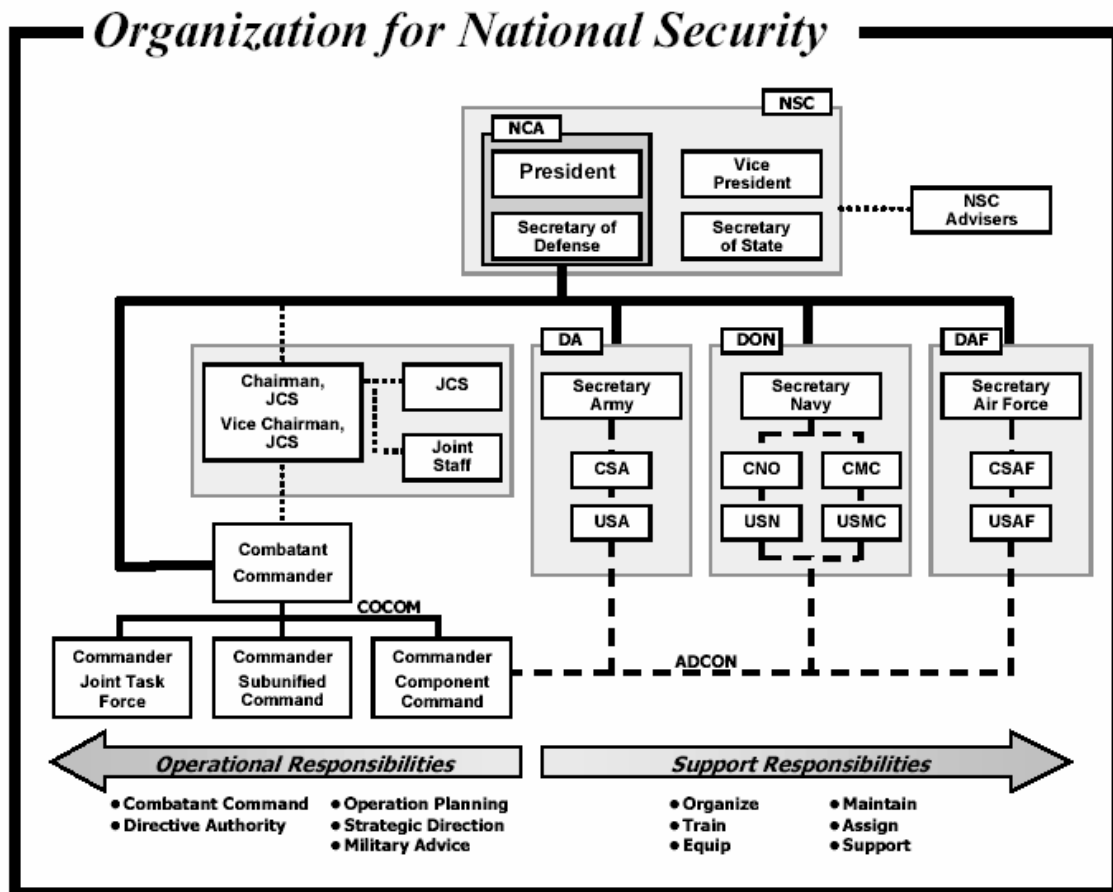 Organization for National Security
NSC
NCA
President
Vice
President
Secretary of
Defense
Secretary
of State
NSC
Advisers
DA
DON
DAF
Chairman,
JCS
Vice Chairman,
JCS
JCS
Joint
Staff
Secretary
Army
CSA
USA
Secretary
Navy
CNO
CMC
USN
USMC
Secretary
Air Force
CSAF
USAF
Combatant
Commander
COCOM
Commander
Joint Task
Force
Commander
Subunified
Command
Commander
Component
Command
ADCON
Operational Responsibilities
Support Responsibilities
● Combatant Command
● Directive Authority
● Operation Planning
● Strategic Direction
● Military Advice
● Organize
● Train
● Equip
● Maintain
● Assign
● Support